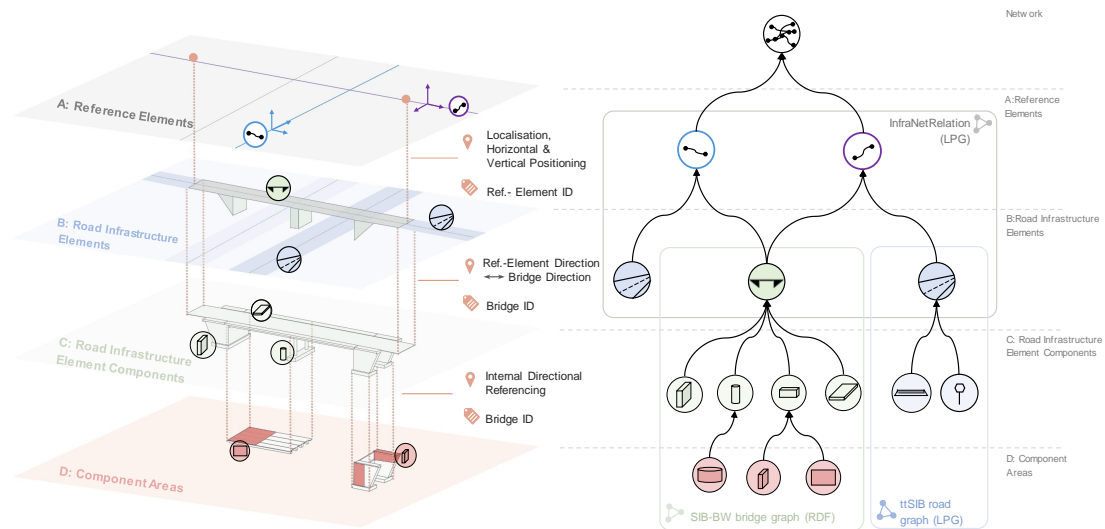 Network
A: Reference Elements
Localisation,
Horizontal &
Vertical Positioning
Ref.- Element ID
A:Reference
Elements
InfraNetRelation
(LPG)
B: Road Infrastructure
Elements
Ref.-Element Direction
Bridge Direction
Bridge ID
B:Road Infrastructure
Elements
C: Road Infrastructure
Element Components
Internal Directional
Referencing
Bridge ID
C: Road Infrastructure
Element Components
D: Component Areas
D: Component
Areas
SIB-BW bridge graph (RDF)
ttSIB road
graph (LPG)